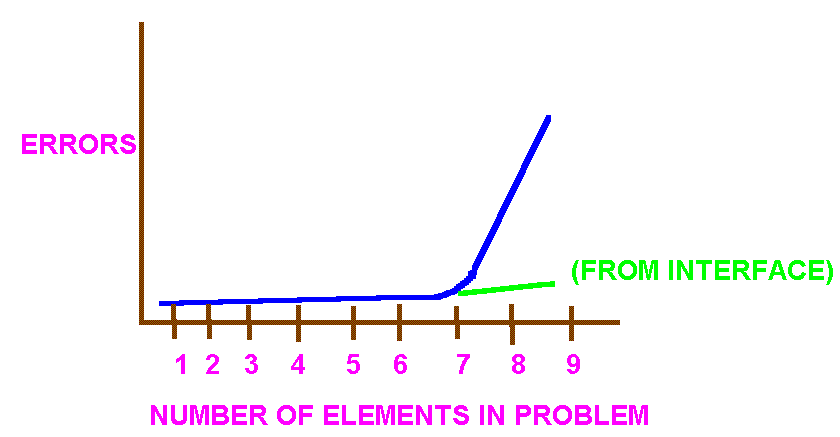 ERRORS
(FROM INTERFACE)
1 2 3 4 5 6 7 8 9
NUMBER OF ELEMENTS IN PROBLEM